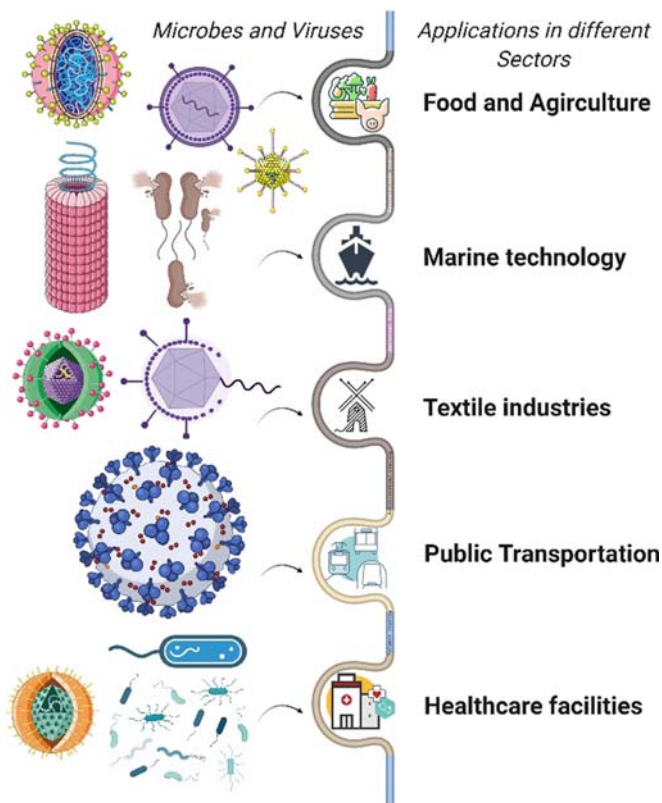 Microbes and Viruses
Applications in different
Sectors
Food and Agirculture
Marine technology
Textile industries
Public Transportation
Healthcare facilities